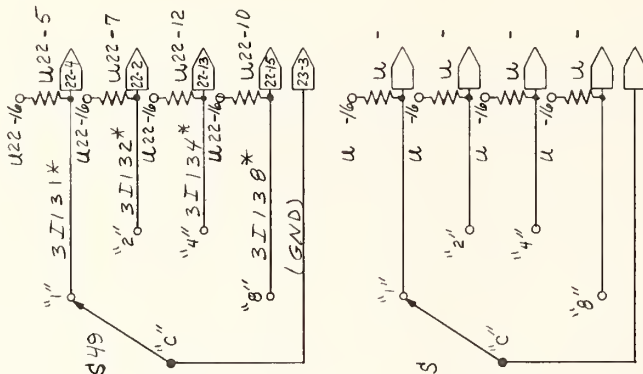 U22-5
U22-16
22-4
3I131*
"1"
U22-7
U22-16
22-2
3I132*
"2"
U22-12
U22-16
22-13
3I134*
"4"
U22-10
U22-16
22-15
3I138*
"8"
23-3
(GND)
"C"
S49
U -
U -16
"1"
U -
U -16
"2"
U -
U -16
"4"
U -
U -16
"8"
"C"
S